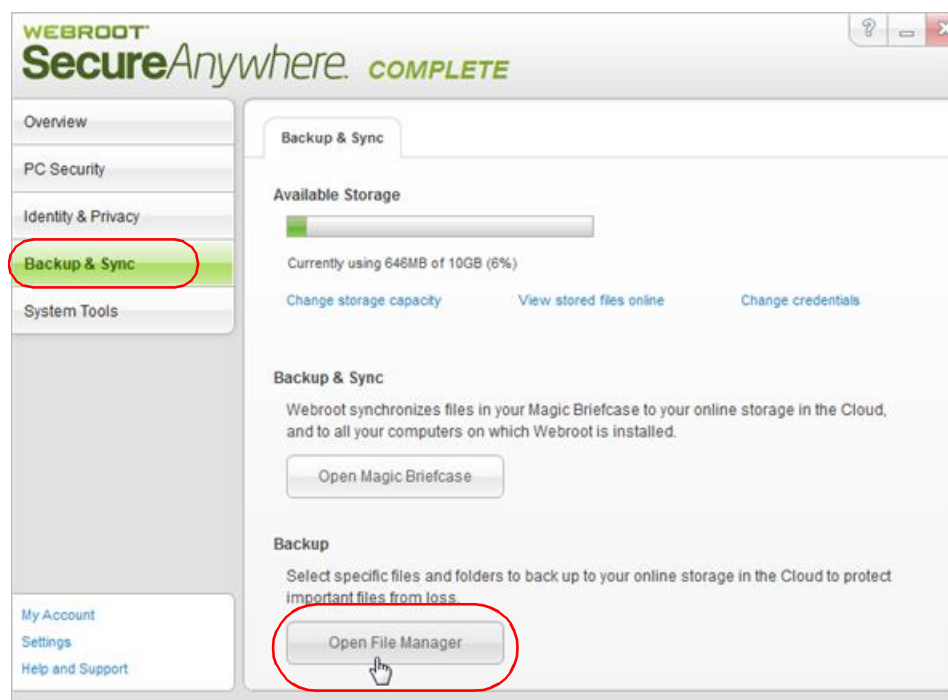 WEBROOT
SecureAnywhere. COMPLETE
?
Overview
PC Security
Identity & Privacy
Backup & Sync
System Tools
My Account
Settings
Help and Support
Backup & Sync
Available Storage
Currently using 646MB of 10GB (6%)
Change storage capacity
View stored files online
Change credentials
Backup & Sync
Webroot synchronizes files in your Magic Briefcase to your online storage in the Cloud,
and to all your computers on which Webroot is installed.
Open Magic Briefcase
Backup
Select specific files and folders to back up to your online storage in the Cloud to protect
important files from loss.
Open File Manager